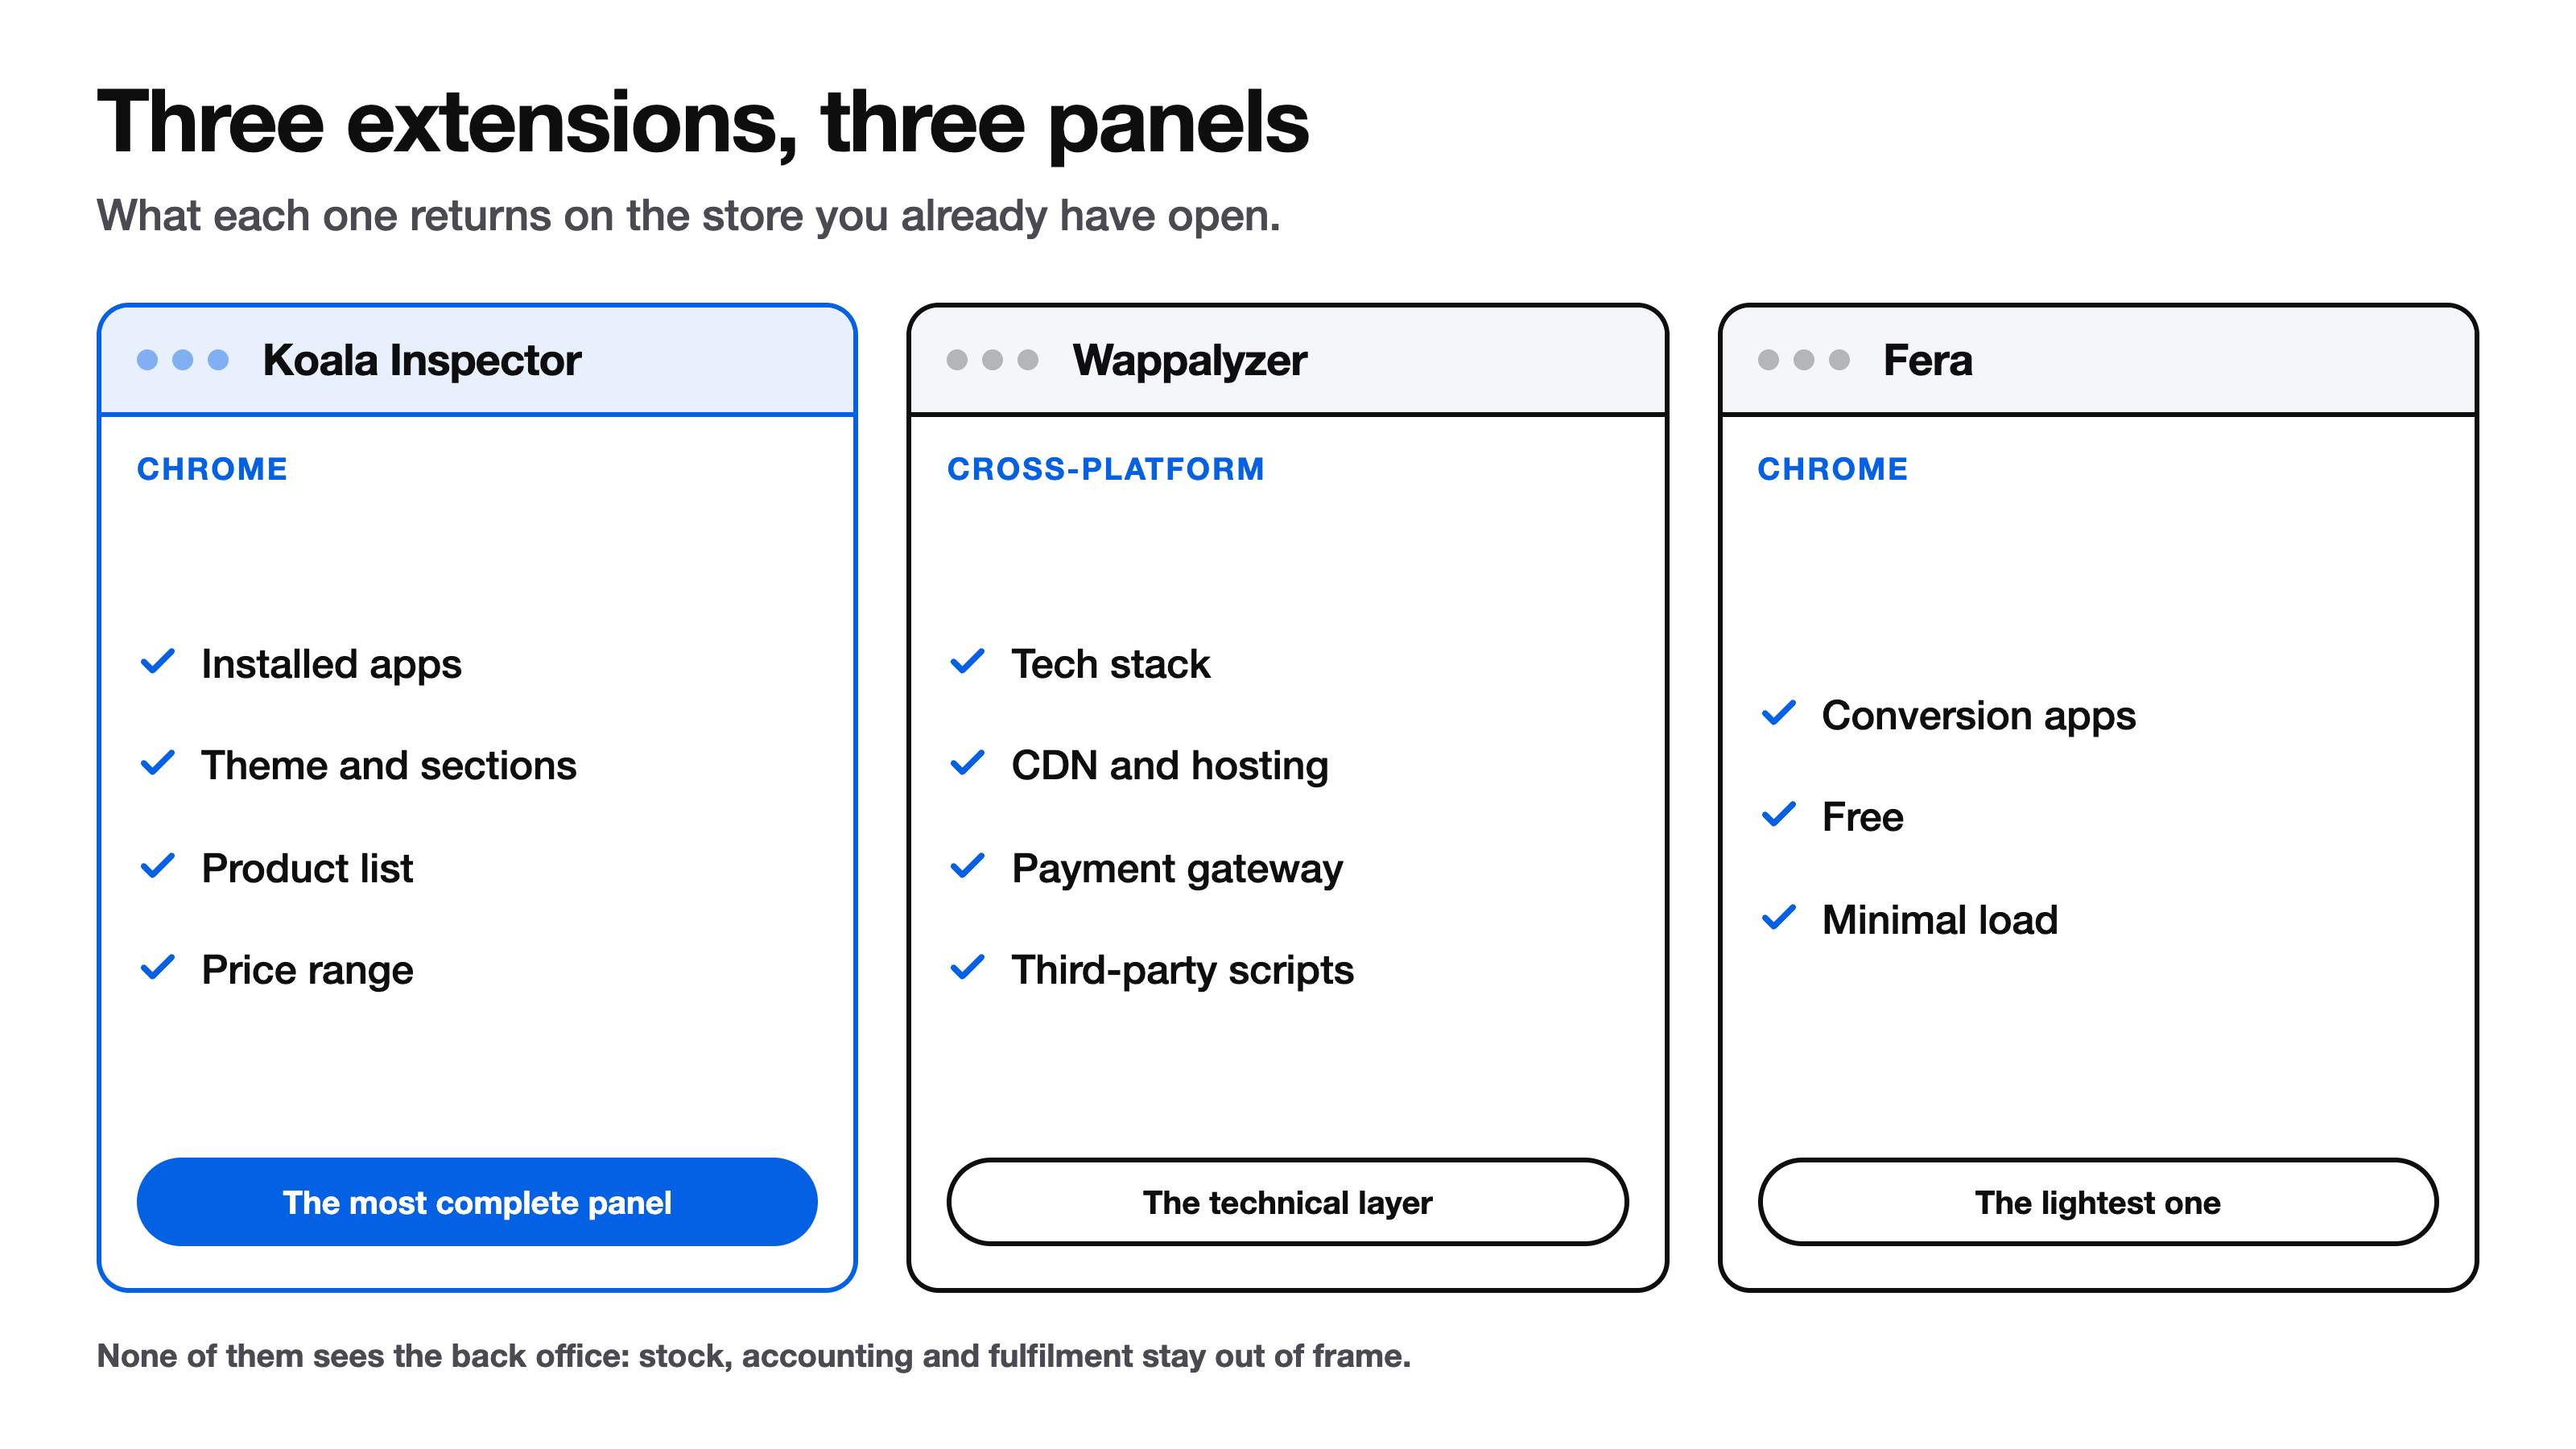 Three extensions, three panels
What each one returns on the store you already have open.
Koala Inspector
CHROME
Installed apps
Theme and sections
Product list
Price range
The most complete panel
Wappalyzer
CROSS-PLATFORM
Tech stack
CDN and hosting
Payment gateway
Third-party scripts
The technical layer
Fera
CHROME
Conversion apps
Free
Minimal load
The lightest one
None of them sees the back office: stock, accounting and fulfilment stay out of frame.